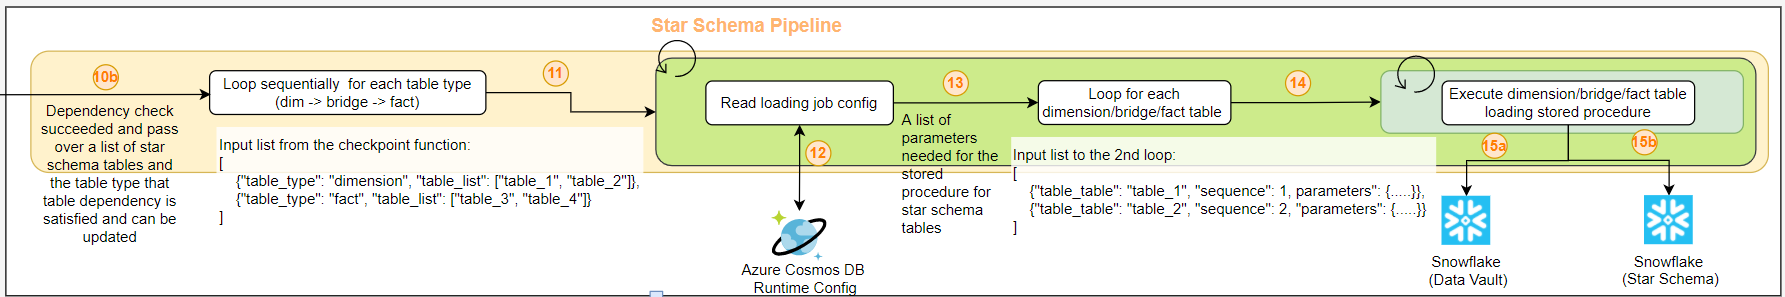 Star Schema Pipeline
10b
Loop sequentially for each table type
(dim -> bridge -> fact)
11
Dependency check
succeeded and pass
over a list of star
schema tables and
the table type that
table dependency is
satisfied and can be
updated
Input list from the checkpoint function:
[
{"table_type": "dimension", "table_list": ["table_1", "table_2"]},
{"table_type": "fact", "table_list": ["table_3", "table_4"]}
]
Read loading job config
12
Azure Cosmos DB
Runtime Config
13
A list of
parameters
needed for the
stored
procedure for
star schema
tables
Loop for each
dimension/bridge/fact table
14
Input list to the 2nd loop:
[
{"table_table": "table_1", "sequence": 1, parameters": {.....}},
{"table_table": "table_2", "sequence": 2, "parameters": {.....}}
]
Execute dimension/bridge/fact table
loading stored procedure
15a
15b
Snowflake
(Data Vault)
Snowflake
(Star Schema)